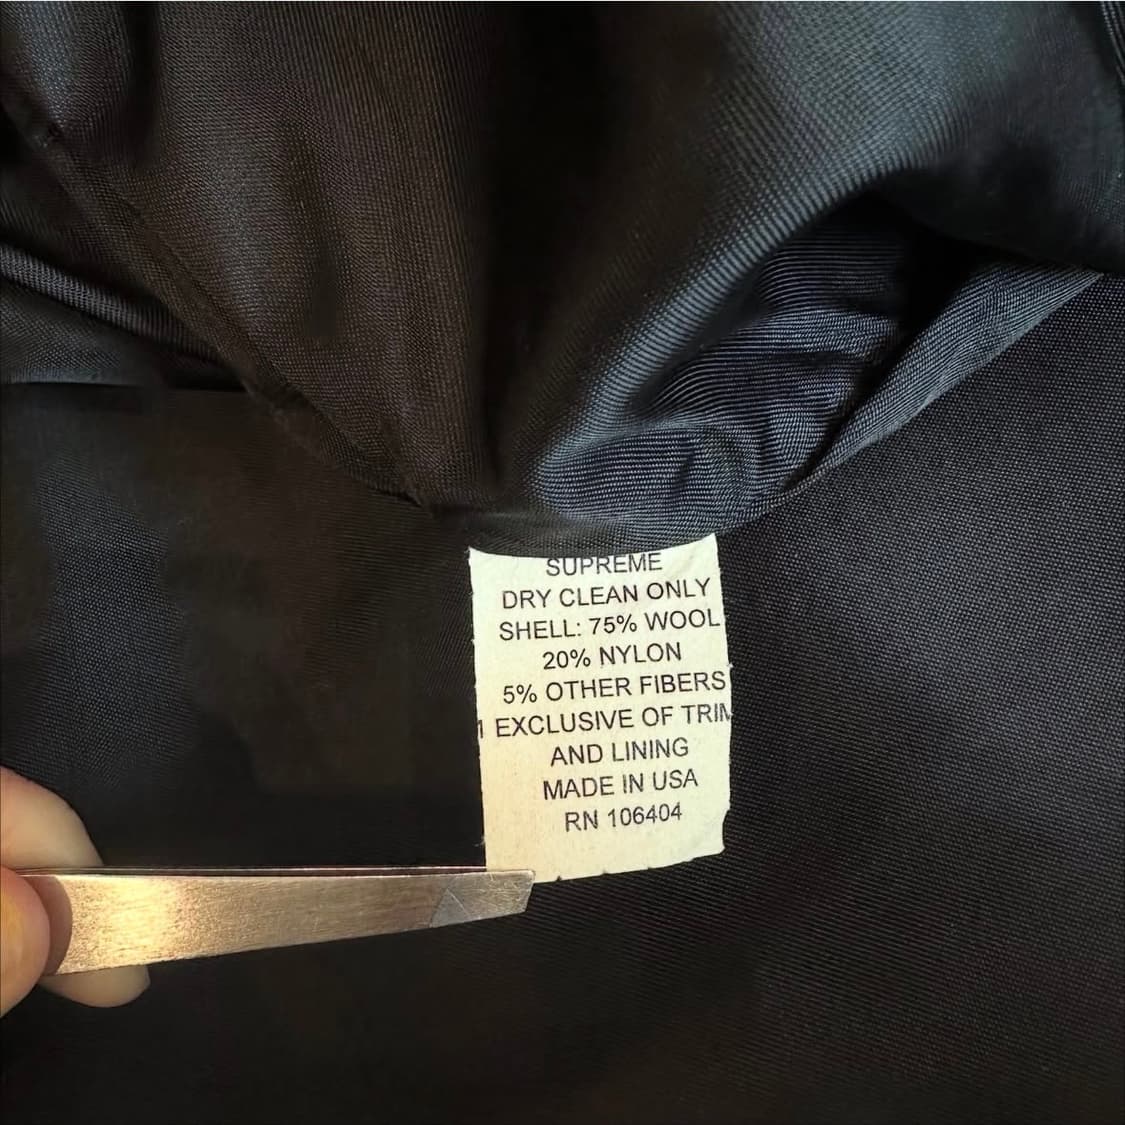 SUPREME
DRY CLEAN ONLY
SHELL: 75% WOOL
20% NYLON
5% OTHER FIBERS
EXCLUSIVE OF TRIM
AND LINING
MADE IN USA
RN 106404